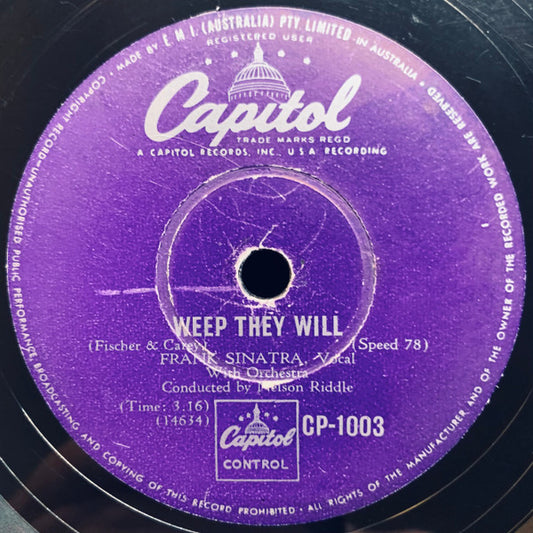 MADE BY E.M.I. (AUSTRALIA) PTY LIMITED IN AUSTRALIA •
REGISTERED USER
Capitol
TRADE MARKS REGD
A CAPITOL RECORDS, INC., U.S.A. RECORDING
WEEP THEY WILL
(Fischer & Carey) (Speed 78)
FRANK SINATRA, Vocal
With Orchestra
Conducted by Nelson Riddle
(Time: 3.16)
(14634)
Capitol
CONTROL
CP-1003
COPYRIGHT RECORD—UNAUTHORISED PUBLIC PERFORMANCE, BROADCASTING AND COPYING OF THIS RECORD PROHIBITED • ALL RIGHTS OF THE MANUFACTURER AND OF THE OWNER OF THE RECORDED WORK ARE RESERVED